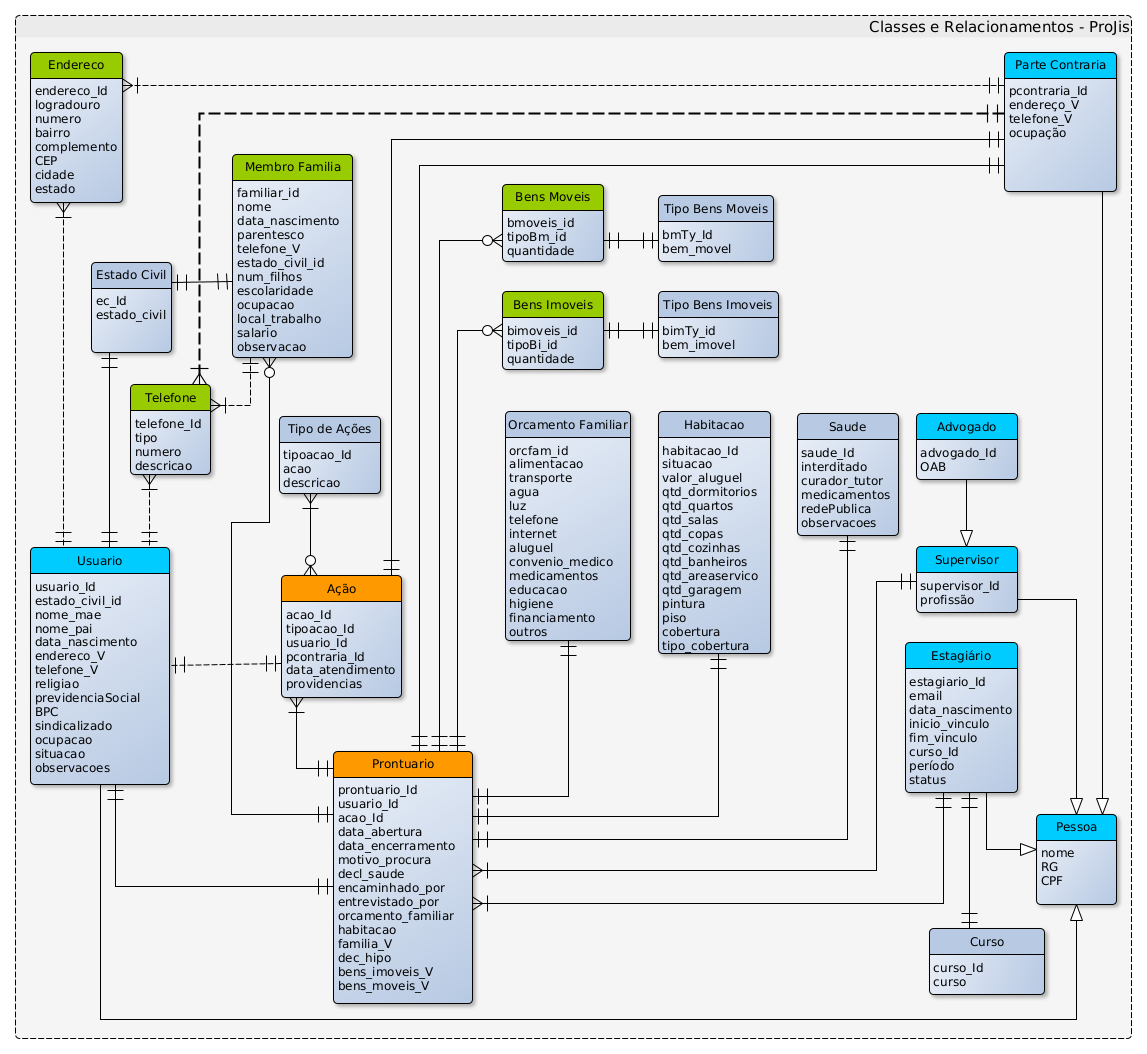 Classes e Relacionamentos - ProJis
Endereco
endereco_Id
logradouro
numero
bairro
complemento
CEP
cidade
estado
Parte Contraria
pcontraria_Id
endereço_V
telefone_V
ocupação
Membro Familia
familiar_id
nome
data_nascimento
parentesco
telefone_V
estado_civil_id
num_filhos
escolaridade
ocupacao
local_trabalho
salario
observacao
Bens Moveis
bmoveis_id
tipoBm_id
quantidade
Tipo Bens Moveis
bmTy_Id
bem_movel
Estado Civil
ec_Id
estado_civil
Bens Imoveis
bimoveis_id
tipoBi_id
quantidade
Tipo Bens Imoveis
bimTy_id
bem_imovel
Telefone
telefone_Id
tipo
numero
descricao
Tipo de Ações
tipoacao_Id
acao
descricao
Orcamento Familiar
orcfam_id
alimentacao
transporte
agua
luz
telefone
internet
aluguel
convenio_medico
medicamentos
educacao
higiene
financiamento
outros
Habitacao
habitacao_Id
situacao
valor_aluguel
qtd_dormitorios
qtd_quartos
qtd_salas
qtd_copas
qtd_cozinhas
qtd_banheiros
qtd_areaservico
qtd_garagem
pintura
piso
cobertura
tipo_cobertura
Saude
saude_Id
interditado
curador_tutor
medicamentos
redePublica
observacoes
Advogado
advogado_Id
OAB
Supervisor
supervisor_Id
profissão
Usuario
usuario_Id
estado_civil_id
nome_mae
nome_pai
data_nascimento
endereco_V
telefone_V
religiao
previdenciaSocial
BPC
sindicalizado
ocupacao
situacao
observacoes
Ação
acao_Id
tipoacao_Id
usuario_Id
pcontraria_Id
data_atendimento
providencias
Estagiário
estagiario_Id
email
data_nascimento
inicio_vinculo
fim_vinculo
curso_Id
período
status
Prontuario
prontuario_Id
usuario_Id
acao_Id
data_abertura
data_encerramento
motivo_procura
decl_saude
encaminhado_por
entrevistado_por
orcamento_familiar
habitacao
familia_V
dec_hipo
bens_imoveis_V
bens_moveis_V
Pessoa
nome
RG
CPF
Curso
curso_Id
curso